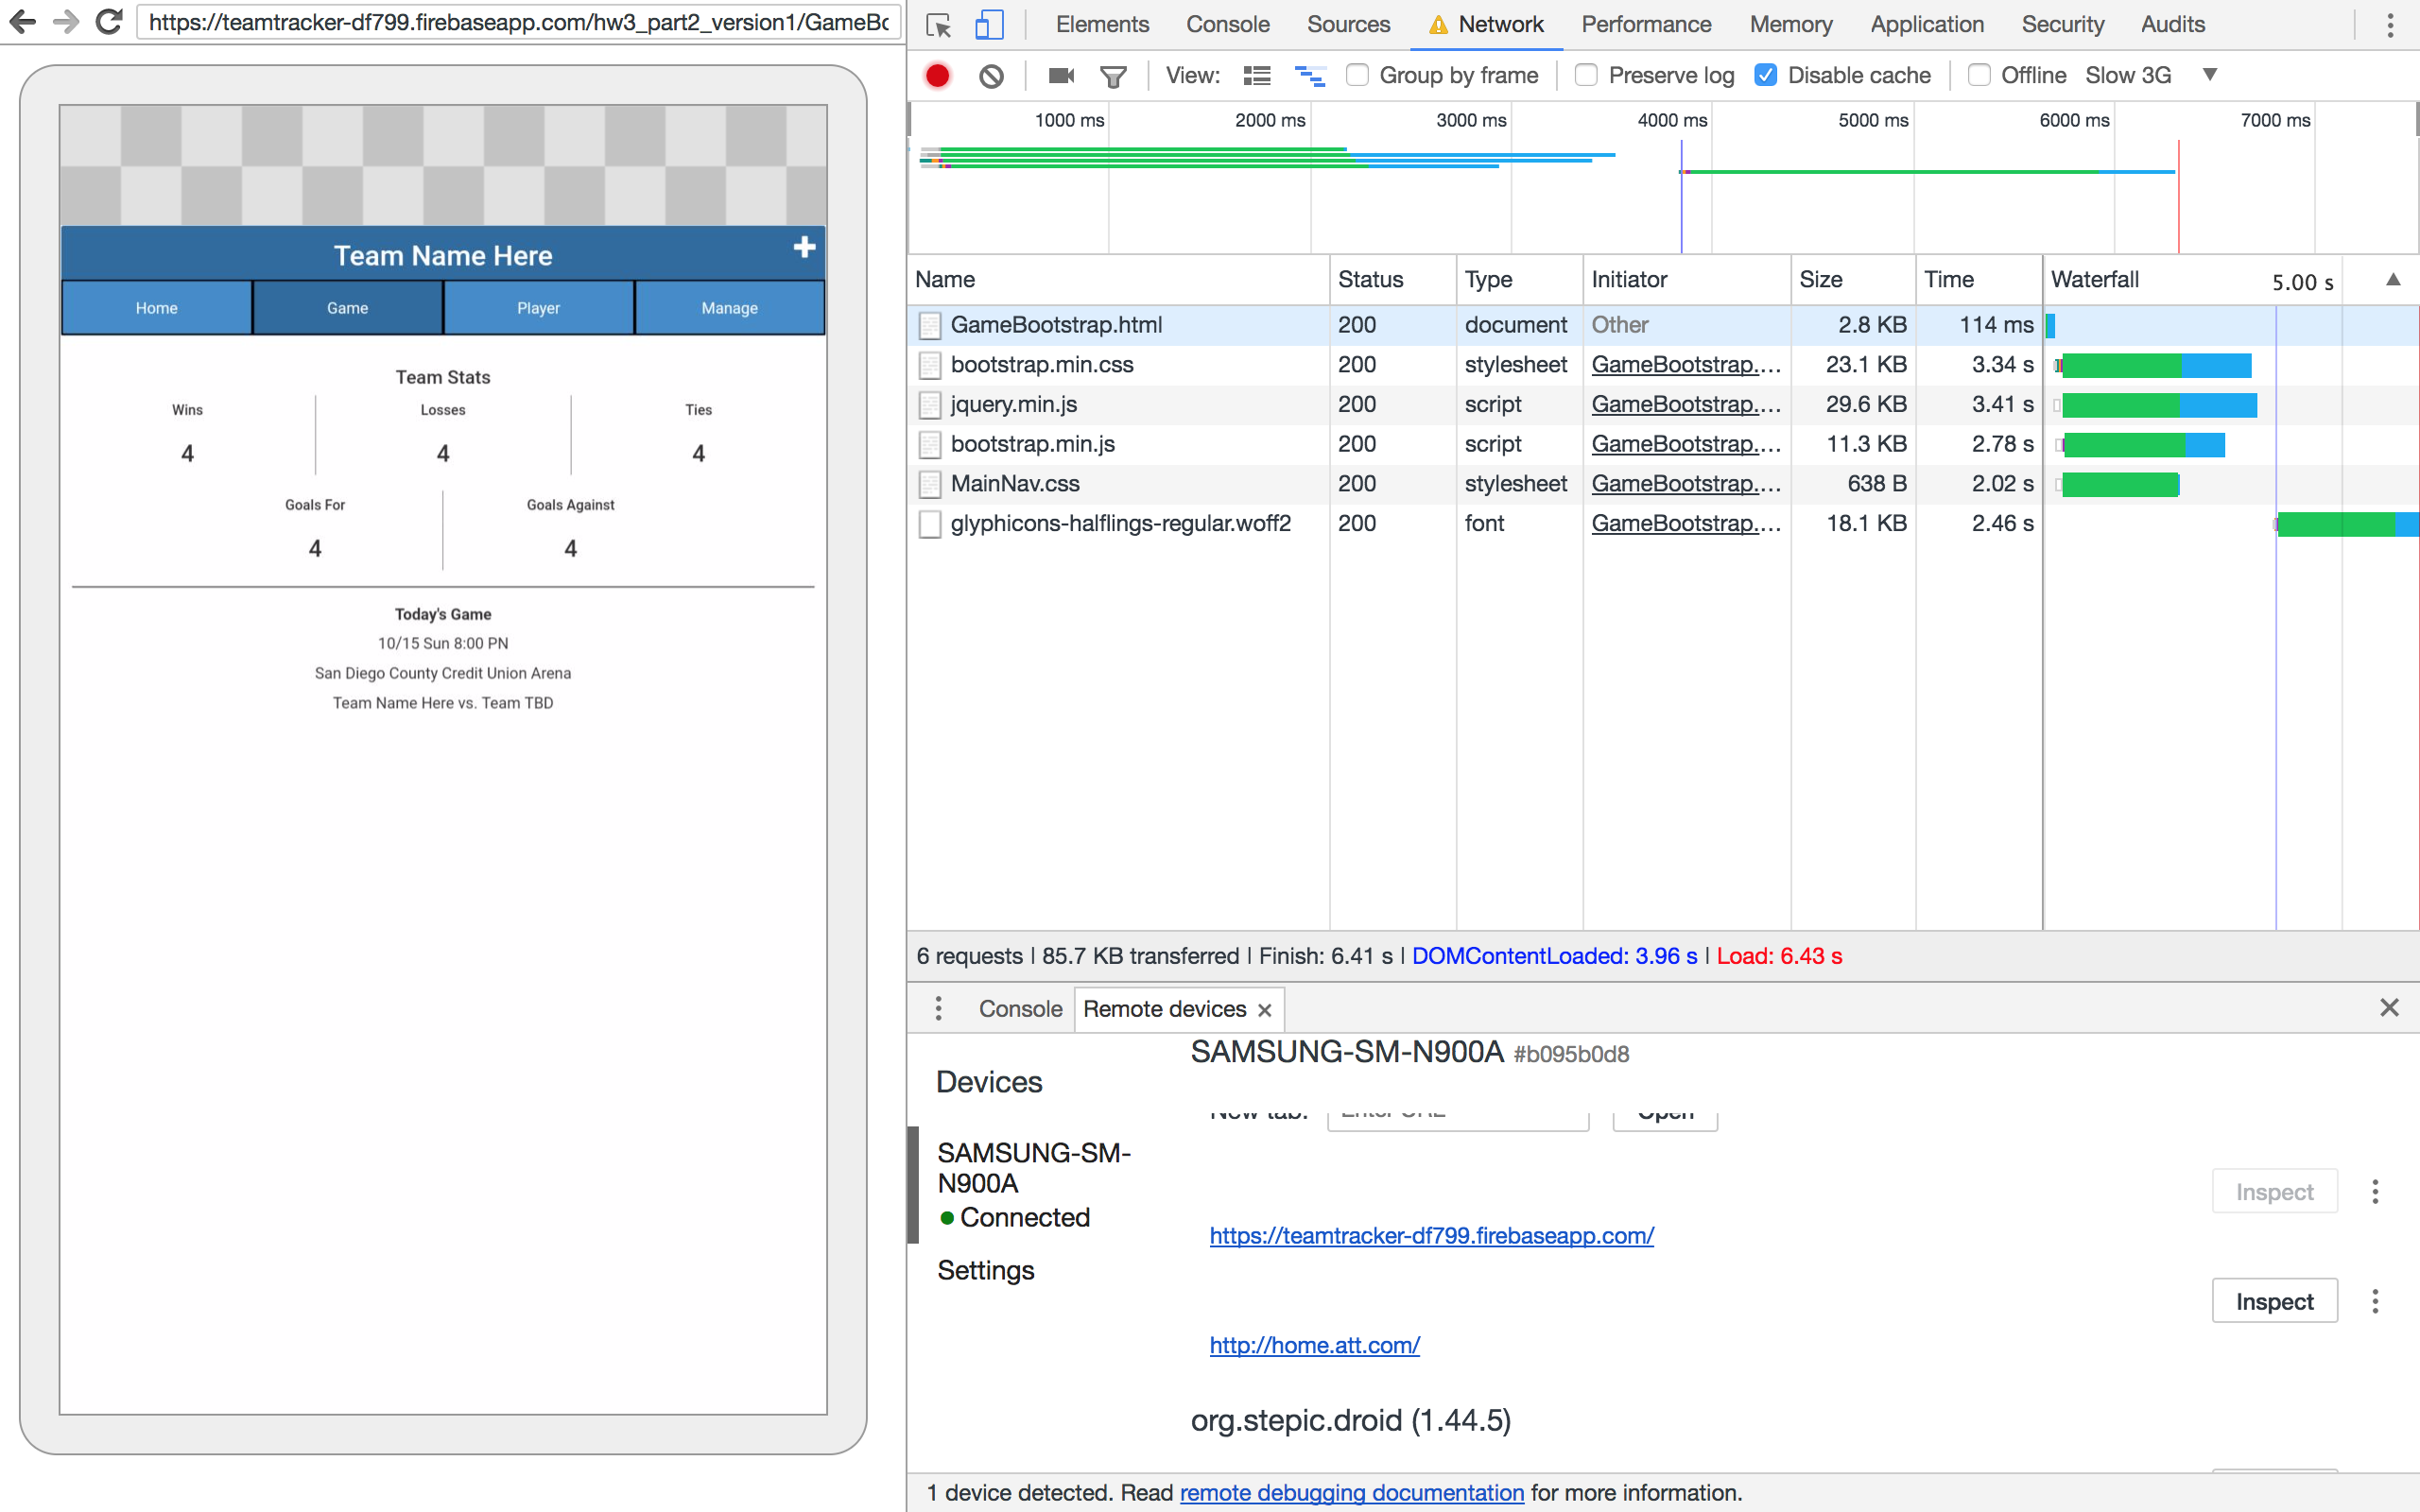 https://teamtracker-df799.firebaseapp.com/hw3_part2_version1/GameBo
Team Name Here
Home Game Player Manage
Team Stats
Wins Losses Ties
4 4 4
Goals For Goals Against
4 4
Today's Game
10/15 Sun 8:00 PN
San Diego County Credit Union Arena
Team Name Here vs. Team TBD
Elements Console Sources Network Performance Memory Application Security Audits
View: Group by frame Preserve log Disable cache Offline Slow 3G
1000 ms 2000 ms 3000 ms 4000 ms 5000 ms 6000 ms 7000 ms
Name Status Type Initiator Size Time Waterfall 5.00 s
GameBootstrap.html 200 document Other 2.8 KB 114 ms
bootstrap.min.css 200 stylesheet GameBootstrap.… 23.1 KB 3.34 s
jquery.min.js 200 script GameBootstrap.… 29.6 KB 3.41 s
bootstrap.min.js 200 script GameBootstrap.… 11.3 KB 2.78 s
MainNav.css 200 stylesheet GameBootstrap.… 638 B 2.02 s
glyphicons-halflings-regular.woff2 200 font GameBootstrap.… 18.1 KB 2.46 s
6 requests | 85.7 KB transferred | Finish: 6.41 s | DOMContentLoaded: 3.96 s | Load: 6.43 s
Console Remote devices
Devices
SAMSUNG-SM-N900A
Connected
Settings
SAMSUNG-SM-N900A #b095b0d8
New tab: Enter URL Open
Inspect
https://teamtracker-df799.firebaseapp.com/
Inspect
http://home.att.com/
org.stepic.droid (1.44.5)
1 device detected. Read remote debugging documentation for more information.